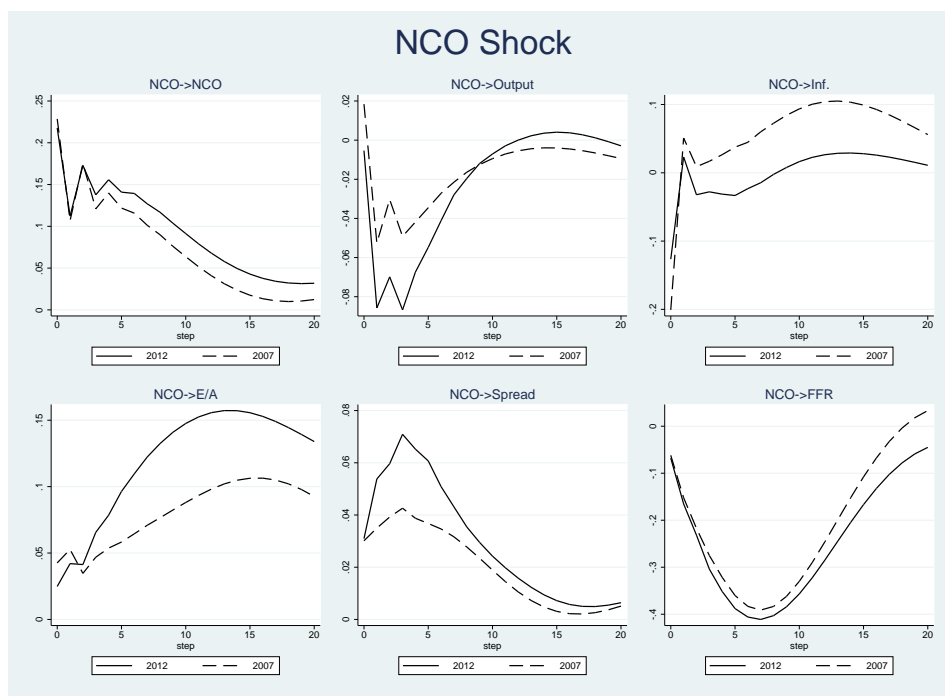 NCO Shock
NCO->NCO
.25
.2
.15
.1
.05
0
0 5 10 15 20
step
2012 2007
NCO->Output
.02
0
-.02
-.04
-.06
-.08
0 5 10 15 20
step
2012 2007
NCO->Inf.
.1
0
-.1
-.2
0 5 10 15 20
step
2012 2007
NCO->E/A
.15
.1
.05
0
0 5 10 15 20
step
2012 2007
NCO->Spread
.08
.06
.04
.02
0
0 5 10 15 20
step
2012 2007
NCO->FFR
0
-.1
-.2
-.3
-.4
0 5 10 15 20
step
2012 2007